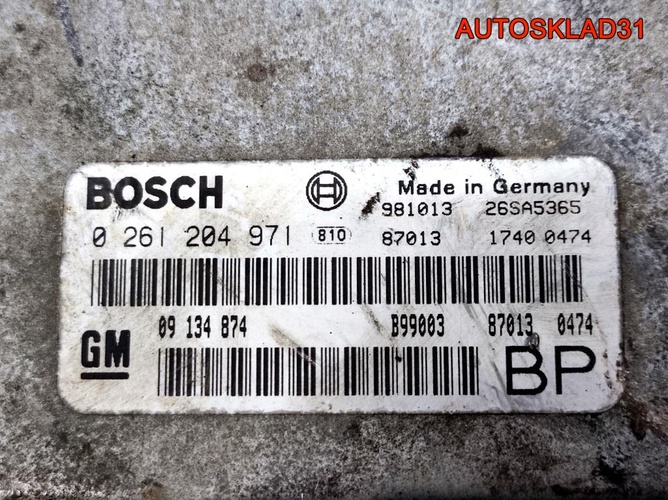 AUTOSKLAD31
BOSCH Made in Germany
981013 26SA5365
0 261 204 971 810 87013 1740 0474
09 134 874 B99003 87013 0474
GM BP